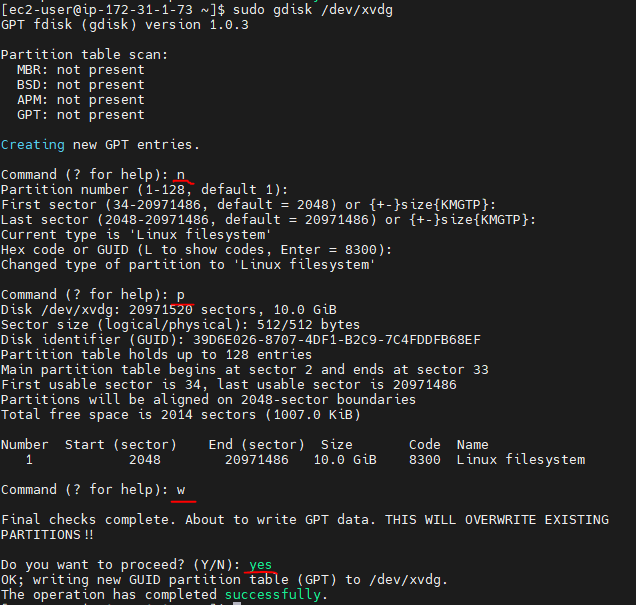 [ec2-user@ip-172-31-1-73 ~]$ sudo gdisk /dev/xvdg
GPT fdisk (gdisk) version 1.0.3
Partition table scan:
MBR: not present
BSD: not present
APM: not present
GPT: not present
Creating new GPT entries.
Command (? for help): n
Partition number (1-128, default 1):
First sector (34-20971486, default = 2048) or {+-}size{KMGTP}:
Last sector (2048-20971486, default = 20971486) or {+-}size{KMGTP}:
Current type is 'Linux filesystem'
Hex code or GUID (L to show codes, Enter = 8300):
Changed type of partition to 'Linux filesystem'
Command (? for help): p
Disk /dev/xvdg: 20971520 sectors, 10.0 GiB
Sector size (logical/physical): 512/512 bytes
Disk identifier (GUID): 39D6E026-8707-4DF1-B2C9-7C4FDDFB68EF
Partition table holds up to 128 entries
Main partition table begins at sector 2 and ends at sector 33
First usable sector is 34, last usable sector is 20971486
Partitions will be aligned on 2048-sector boundaries
Total free space is 2014 sectors (1007.0 KiB)
Number  Start (sector)    End (sector)  Size       Code  Name
1            2048        20971486   10.0 GiB    8300  Linux filesystem
Command (? for help): w
Final checks complete. About to write GPT data. THIS WILL OVERWRITE EXISTING
PARTITIONS!!
Do you want to proceed? (Y/N): yes
OK; writing new GUID partition table (GPT) to /dev/xvdg.
The operation has completed successfully.